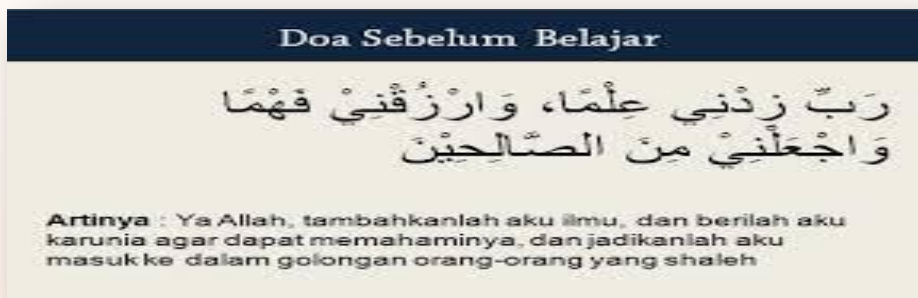 Doa Sebelum Belajar
رَبِّ زِدْنِي عِلْمًا، وَارْزُقْنِيْ فَهْمًا
وَاجْعَلْنِيْ مِنَ الصَّالِحِيْنَ
Artinya : Ya Allah, tambahkanlah aku ilmu, dan berilah aku
karunia agar dapat memahaminya, dan jadikanlah aku
masuk ke dalam golongan orang-orang yang shaleh